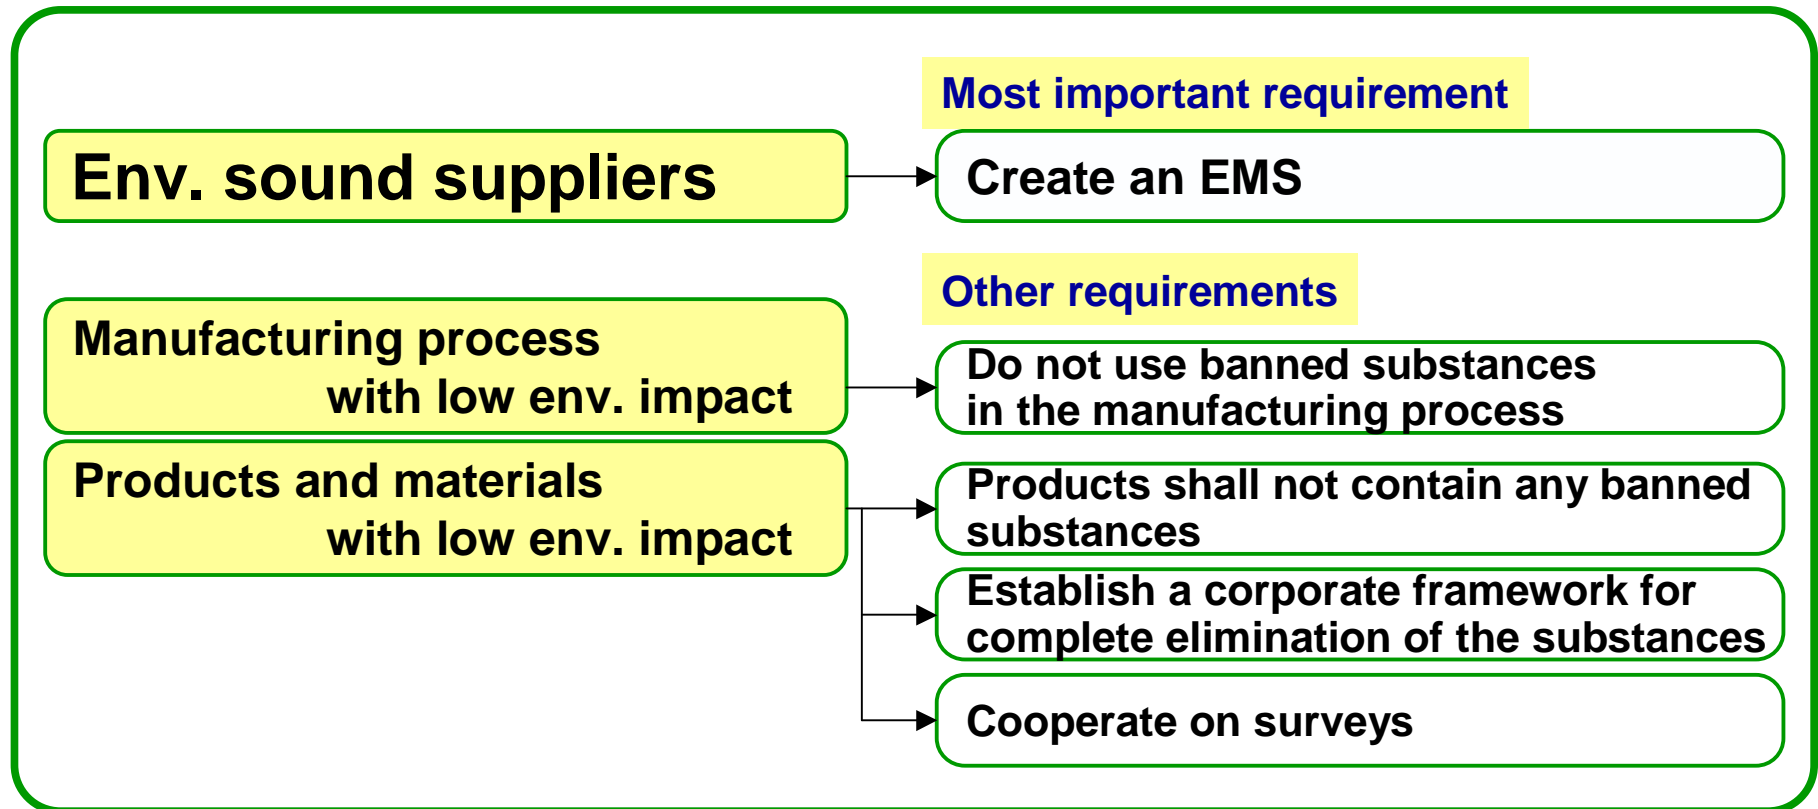 Most important requirement
Env. sound suppliers
Create an EMS
Other requirements
Manufacturing process
with low env. impact
Do not use banned substances
in the manufacturing process
Products and materials
with low env. impact
Products shall not contain any banned
substances
Establish a corporate framework for
complete elimination of the substances
Cooperate on surveys